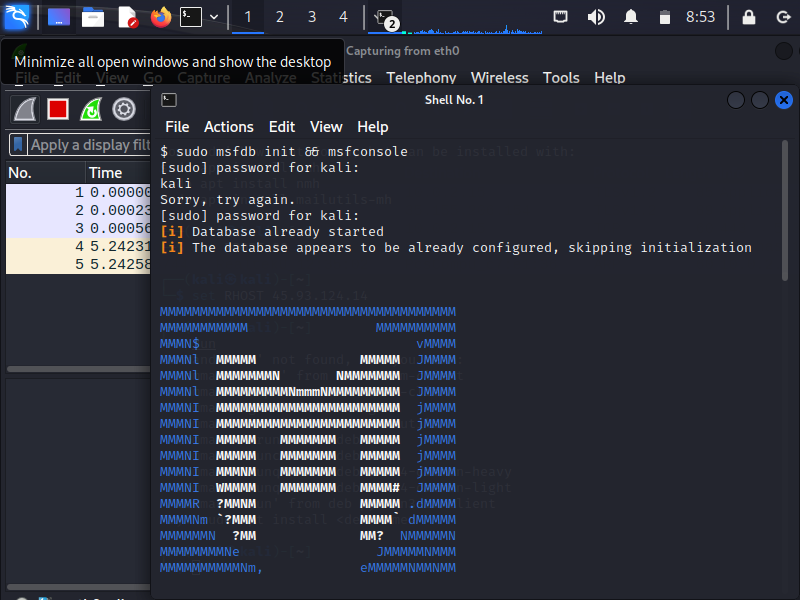 1 2 3 4 2 8:53
Minimize all open windows and show the desktop
Capturing from eth0
File Edit View Go Capture Analyze Statistics Telephony Wireless Tools Help
Apply a display filt
No. Time
1 0.00000
2 0.00023
3 0.00056
4 5.24231
5 5.24258
Shell No. 1
File Actions Edit View Help
$ sudo msfdb init && msfconsole
[sudo] password for kali:
kali
Sorry, try again.
[sudo] password for kali:
[i] Database already started
[i] The database appears to be already configured, skipping initialization
MMMMMMMMMMMMMMMMMMMMMMMMMMMMMMMMMMMMM
MMMMMMMMMMM                MMMMMMMMMM
MMMN$                           vMMMM
MMMNl  MMMMM             MMMMM  JMMMM
MMMNl  MMMMMMMN       NMMMMMMM  JMMMM
MMMNl  MMMMMMMMMNmmmNMMMMMMMMM  JMMMM
MMMNI  MMMMMMMMMMMMMMMMMMMMMMM  jMMMM
MMMNI  MMMMMMMMMMMMMMMMMMMMMMM  jMMMM
MMMNI  MMMMM   MMMMMMM   MMMMM  jMMMM
MMMNI  MMMMM   MMMMMMM   MMMMM  jMMMM
MMMNI  MMMNM   MMMMMMM   MMMMM  jMMMM
MMMNI  WMMMM   MMMMMMM   MMMM#  JMMMM
MMMMR  ?MMNM             MMMMM .dMMMM
MMMMNm `?MMM             MMMM` dMMMMM
MMMMMMN  ?MM             MM?  NMMMMMN
MMMMMMMMNe                 JMMMMMNMMM
MMMMMMMMMMNm,            eMMMMMNMMNMM